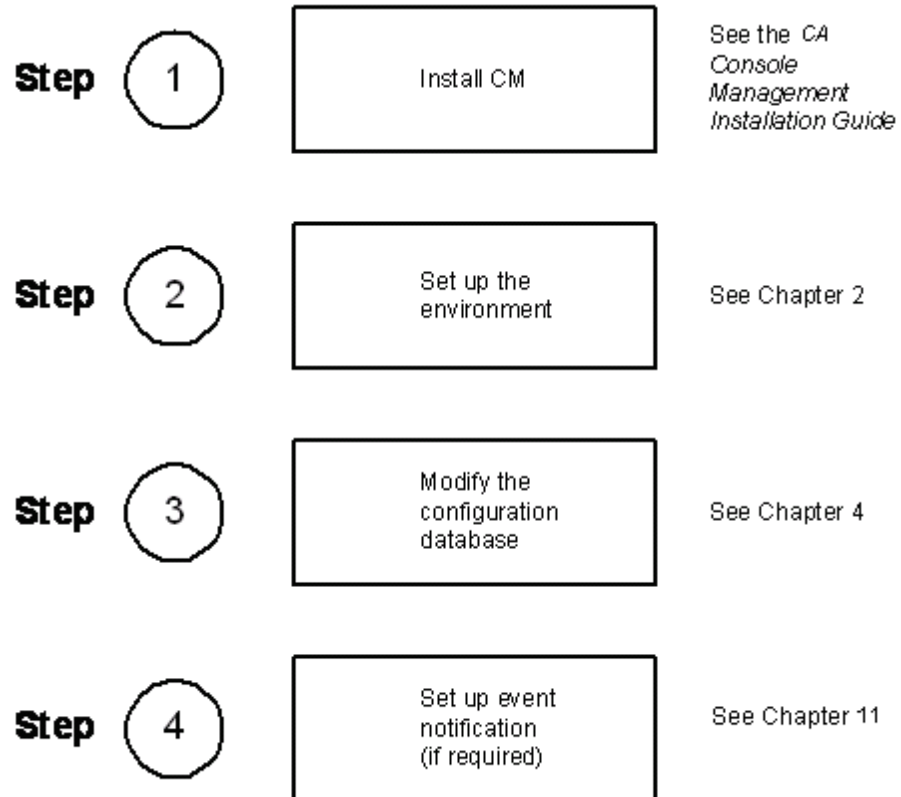 Step 1 Install CM See the CA
Console
Management
Installation Guide
Step 2 Set up the
environment See Chapter 2
Step 3 Modify the
configuration
database See Chapter 4
Step 4 Set up event
notification
(if required) See Chapter 11